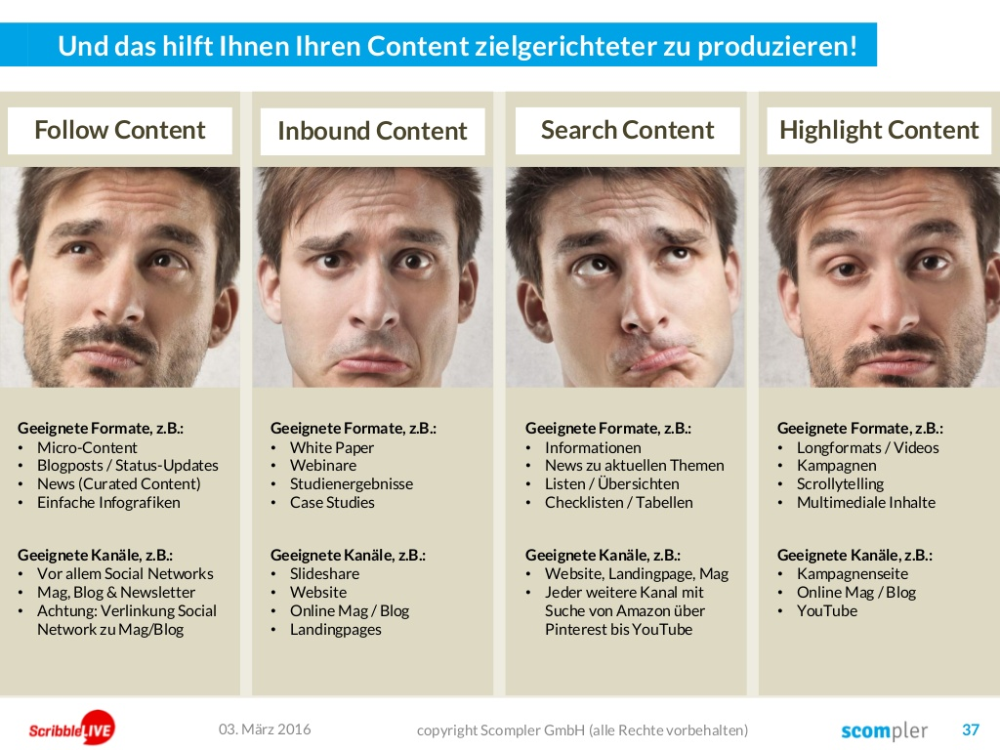 Und das hilft Ihnen Ihren Content zielgerichteter zu produzieren!
Follow Content
Geeignete Formate, z.B.:
• Micro-Content
• Blogposts / Status-Updates
• News (Curated Content)
• Einfache Infografiken
Geeignete Kanäle, z.B.:
• Vor allem Social Networks
• Mag, Blog & Newsletter
• Achtung: Verlinkung Social
Network zu Mag/Blog
Inbound Content
Geeignete Formate, z.B.:
• White Paper
• Webinare
• Studienergebnisse
• Case Studies
Geeignete Kanäle, z.B.:
• Slideshare
• Website
• Online Mag / Blog
• Landingpages
Search Content
Geeignete Formate, z.B.:
• Informationen
• News zu aktuellen Themen
• Listen / Übersichten
• Checklisten / Tabellen
Geeignete Kanäle, z.B.:
• Website, Landingpage, Mag
• Jeder weitere Kanal mit
Suche von Amazon über
Pinterest bis YouTube
Highlight Content
Geeignete Formate, z.B.:
• Longformats / Videos
• Kampagnen
• Scrollytelling
• Multimediale Inhalte
Geeignete Kanäle, z.B.:
• Kampagnenseite
• Online Mag / Blog
• YouTube
ScribbleLIVE
03. März 2016
copyright Scompler GmbH (alle Rechte vorbehalten)
scompler
37